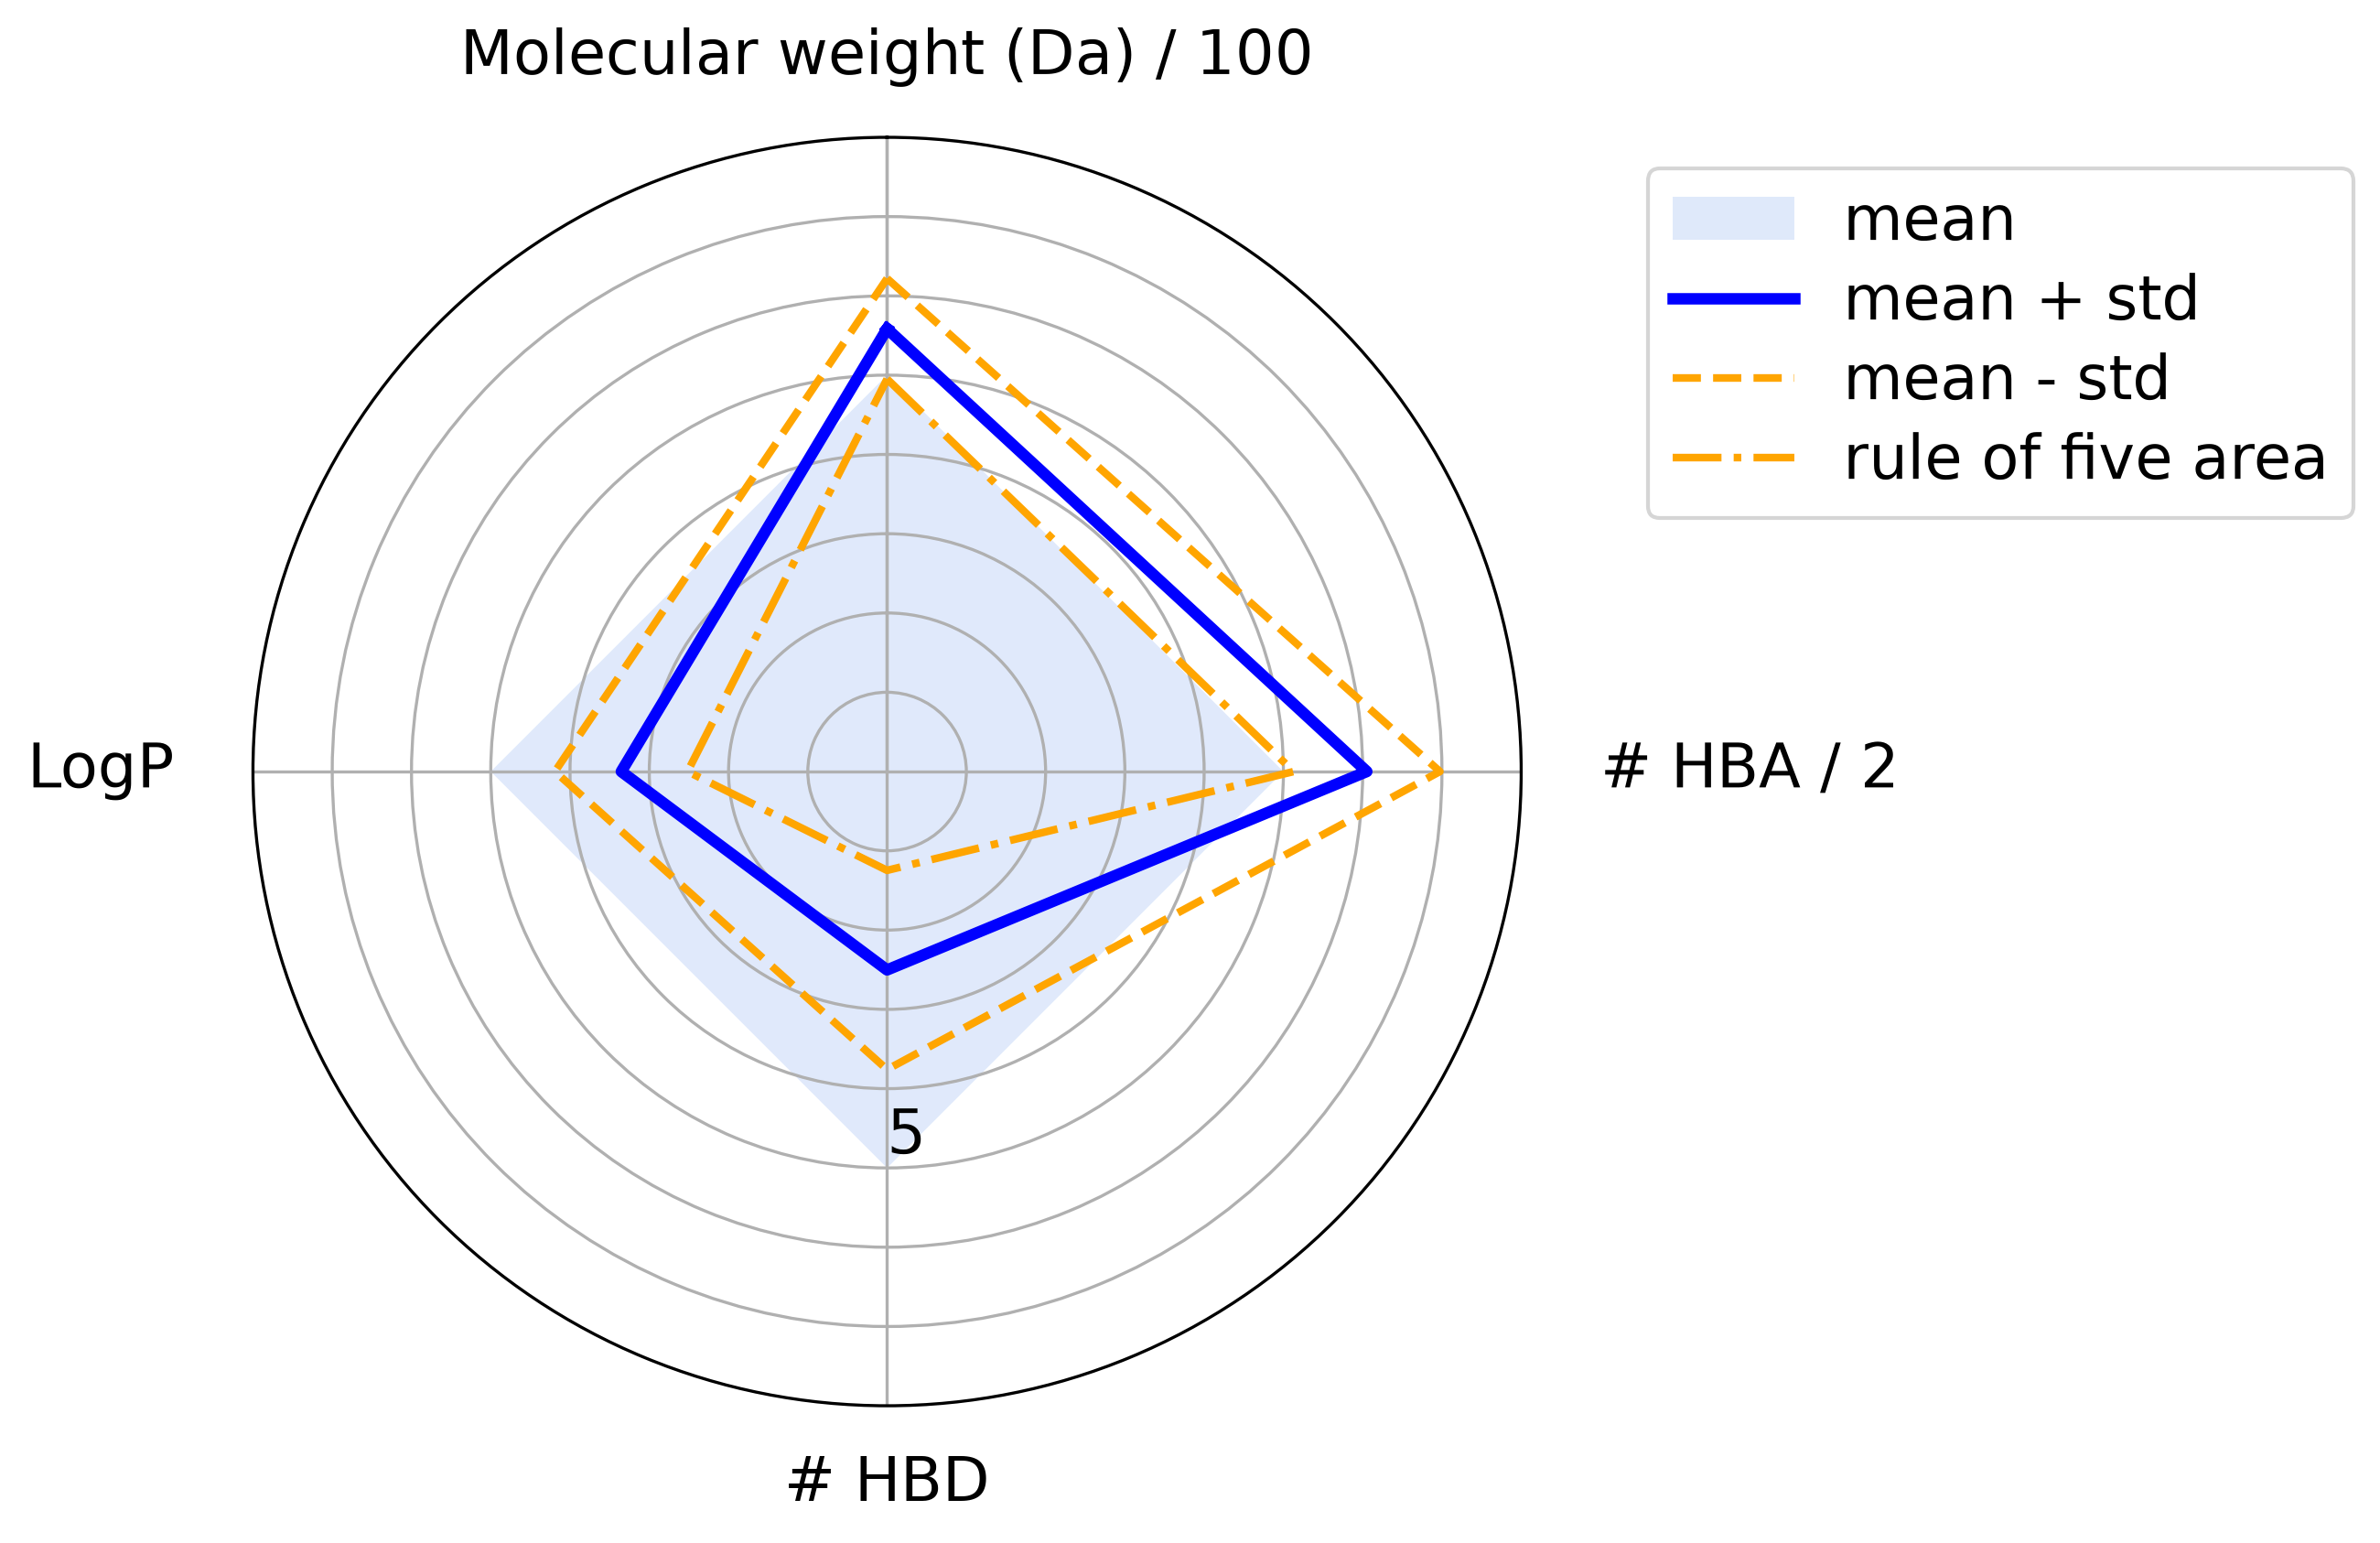 Molecular weight (Da) / 100
mean
mean + std
mean - std
rule of five area
LogP
# HBA / 2
5
# HBD